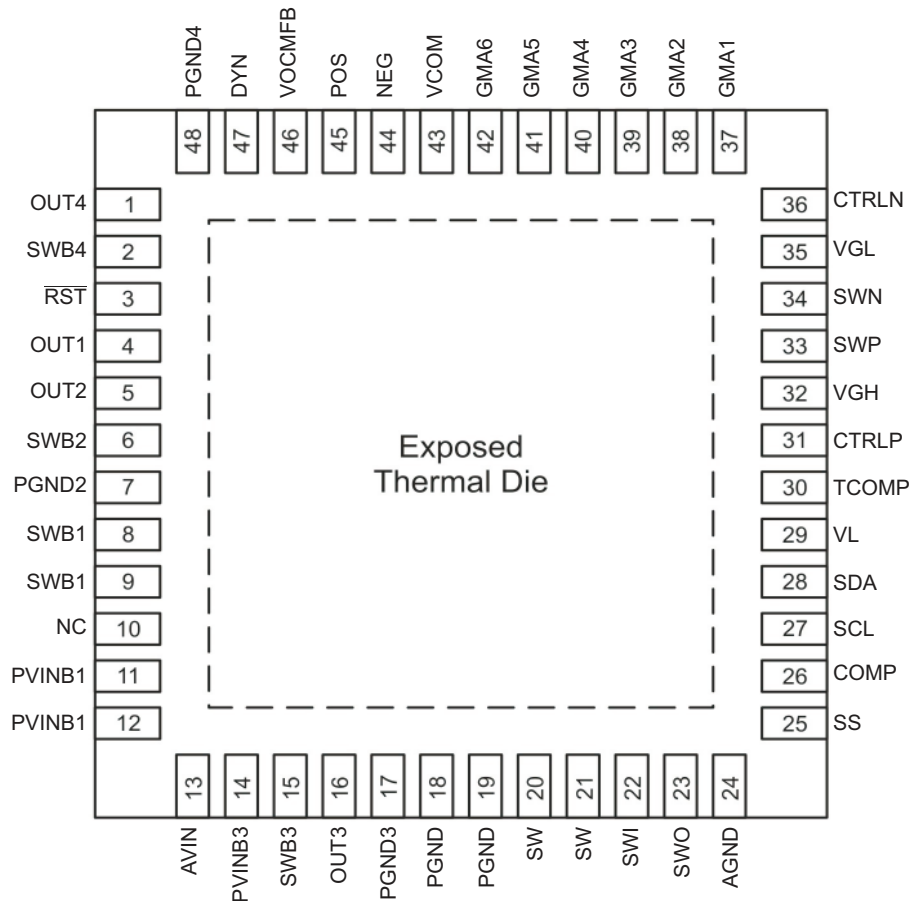 PGND4
DYN
VOCMFB
POS
NEG
VCOM
GMA6
GMA5
GMA4
GMA3
GMA2
GMA1
48
47
46
45
44
43
42
41
40
39
38
37
OUT4 1
SWB4 2
R̅S̅T̅ 3
OUT1 4
OUT2 5
SWB2 6
PGND2 7
SWB1 8
SWB1 9
NC 10
PVINB1 11
PVINB1 12
Exposed
Thermal Die
36 CTRLN
35 VGL
34 SWN
33 SWP
32 VGH
31 CTRLP
30 TCOMP
29 VL
28 SDA
27 SCL
26 COMP
25 SS
13
14
15
16
17
18
19
20
21
22
23
24
AVIN
PVINB3
SWB3
OUT3
PGND3
PGND
PGND
SW
SW
SWI
SWO
AGND